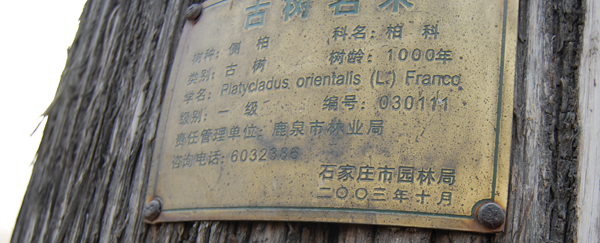 古树名木
树种：侧柏 科名：柏科
类别：古树 树龄：1000年
学名：Platycladus orientalis (L.) Franco
级别：一级 编号：030111
责任管理单位：鹿泉市林业局
咨询电话：6032386
石家庄市园林局
二〇〇三年十月